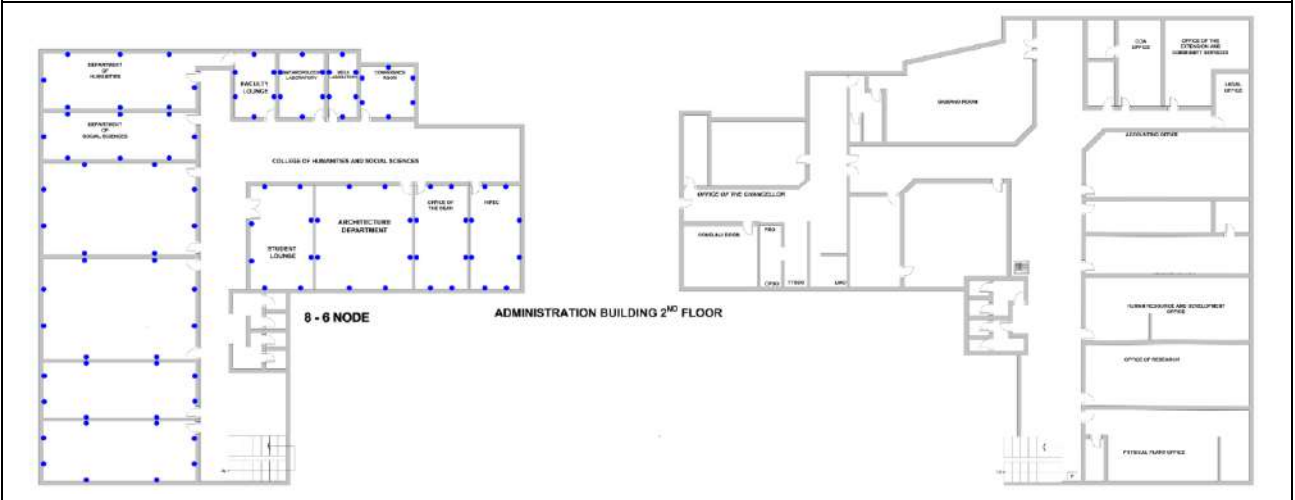 DEPARTMENT
OF
HUMANITIES
FACULTY
LOUNGE
LABORATORY
CONFERENCE
ROOM
DEPARTMENT
OF
SOCIAL SCIENCES
COLLEGE OF HUMANITIES AND SOCIAL SCIENCES
STUDENT
LOUNGE
ARCHITECTURE
DEPARTMENT
OFFICE OF
THE DEAN
8 - 6 NODE
ADMINISTRATION BUILDING 2ND FLOOR
COA
OFFICE
OFFICE OF THE
EXTENSION AND
COMMUNITY SERVICES
LEGAL
OFFICE
ACCOUNTING OFFICE
OFFICE OF THE CHANCELLOR
HUMAN RESOURCE AND DEVELOPMENT
OFFICE
OFFICE OF RESEARCH
PHYSICAL PLANT OFFICE